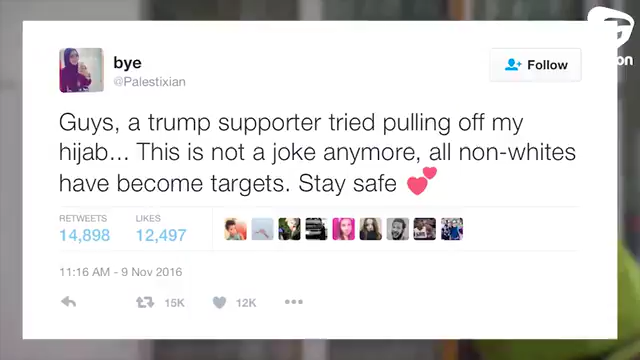 bye
@Palestixian
Follow
Guys, a trump supporter tried pulling off my
hijab... This is not a joke anymore, all non-whites
have become targets. Stay safe 💕
RETWEETS
LIKES
14,898
12,497
11:16 AM - 9 Nov 2016
15K
12K